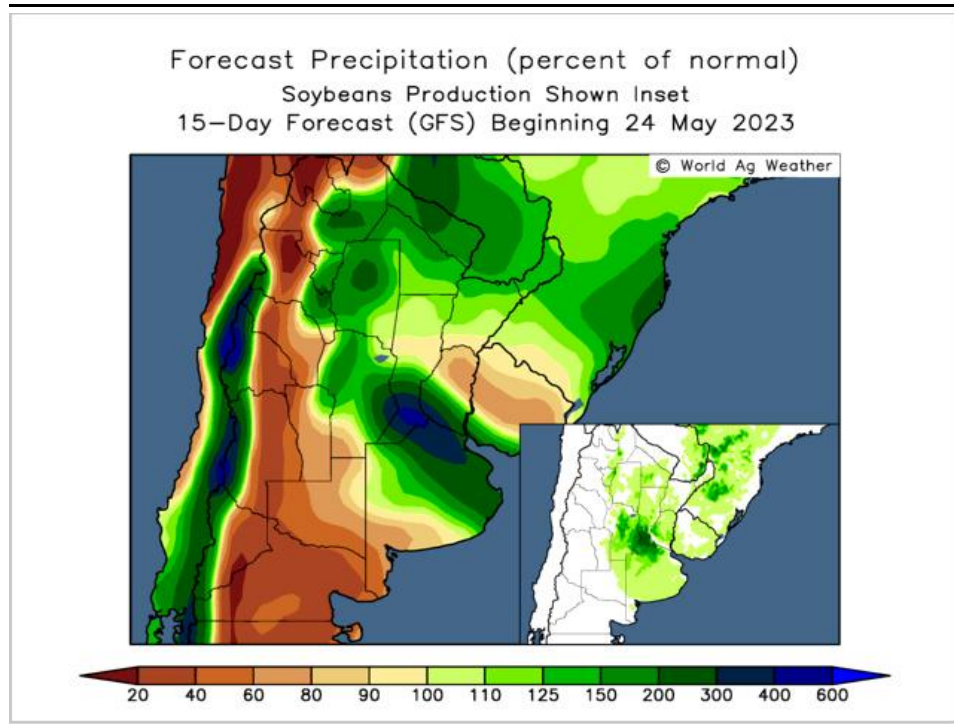 Forecast Precipitation (percent of normal)
Soybeans Production Shown Inset
15-Day Forecast (GFS) Beginning 24 May 2023
© World Ag Weather
20 40 60 80 90 100 110 125 150 200 300 400 600